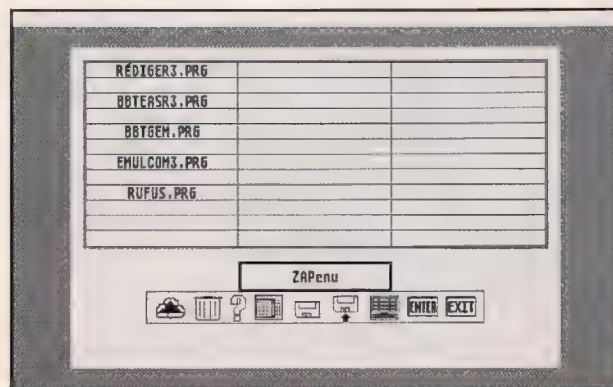 RÉDIGER3.PRG
BBTEASR3.PRG
BBTGEM.PRG
EMULCOM3.PRG
RUFUS.PRG
ZAPenu
ENTER EXIT